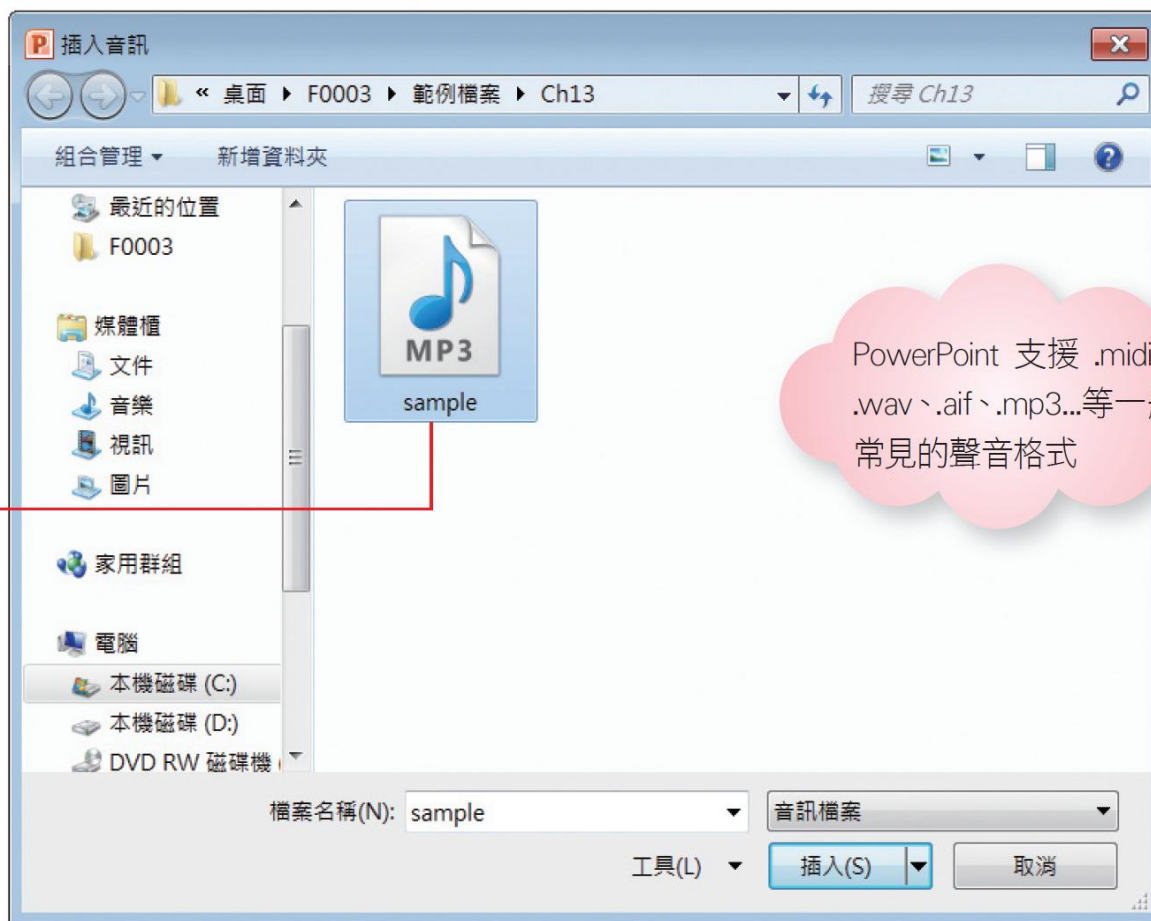 插入音訊
« 桌面 ▸ F0003 ▸ 範例檔案 ▸ Ch13
搜尋 Ch13
組合管理
新增資料夾
最近的位置
F0003
媒體櫃
文件
音樂
視訊
圖片
家用群組
電腦
本機磁碟 (C:)
本機磁碟 (D:)
DVD RW 磁碟機
MP3
sample
PowerPoint 支援 .midi
.wav、.aif、.mp3...等一
常見的聲音格式
檔案名稱(N): sample
音訊檔案
工具(L)
插入(S)
取消